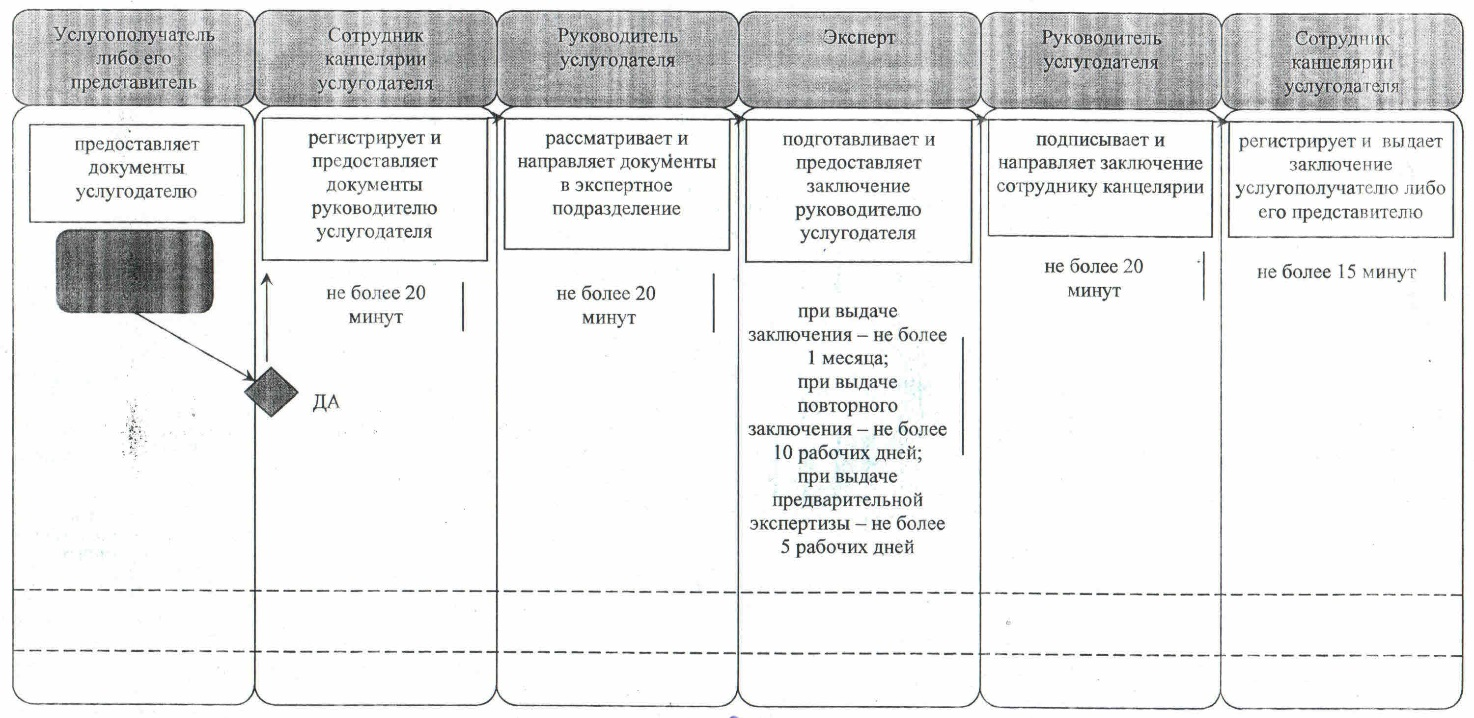 Услугополучатель
либо его
представитель
Сотрудник
канцелярии
услугодателя
Руководитель
услугодателя
Эксперт
Руководитель
услугодателя
Сотрудник
канцелярии
услугодателя
предоставляет
документы
услугодателю
регистрирует и
предоставляет
документы
руководителю
услугодателя
рассматривает и
направляет документы
в экспертное
подразделение
подготавливает и
предоставляет
заключение
руководителю
услугодателя
подписывает и
направляет заключение
сотруднику канцелярии
регистрирует и выдает
заключение
услугополучателю либо
его представителю
не более 20
минут
не более 20
минут
при выдаче
заключения – не более
1 месяца;
при выдаче
повторного
заключения – не более
10 рабочих дней;
при выдаче
предварительной
экспертизы – не более
5 рабочих дней
не более 20
минут
не более 15 минут
ДА